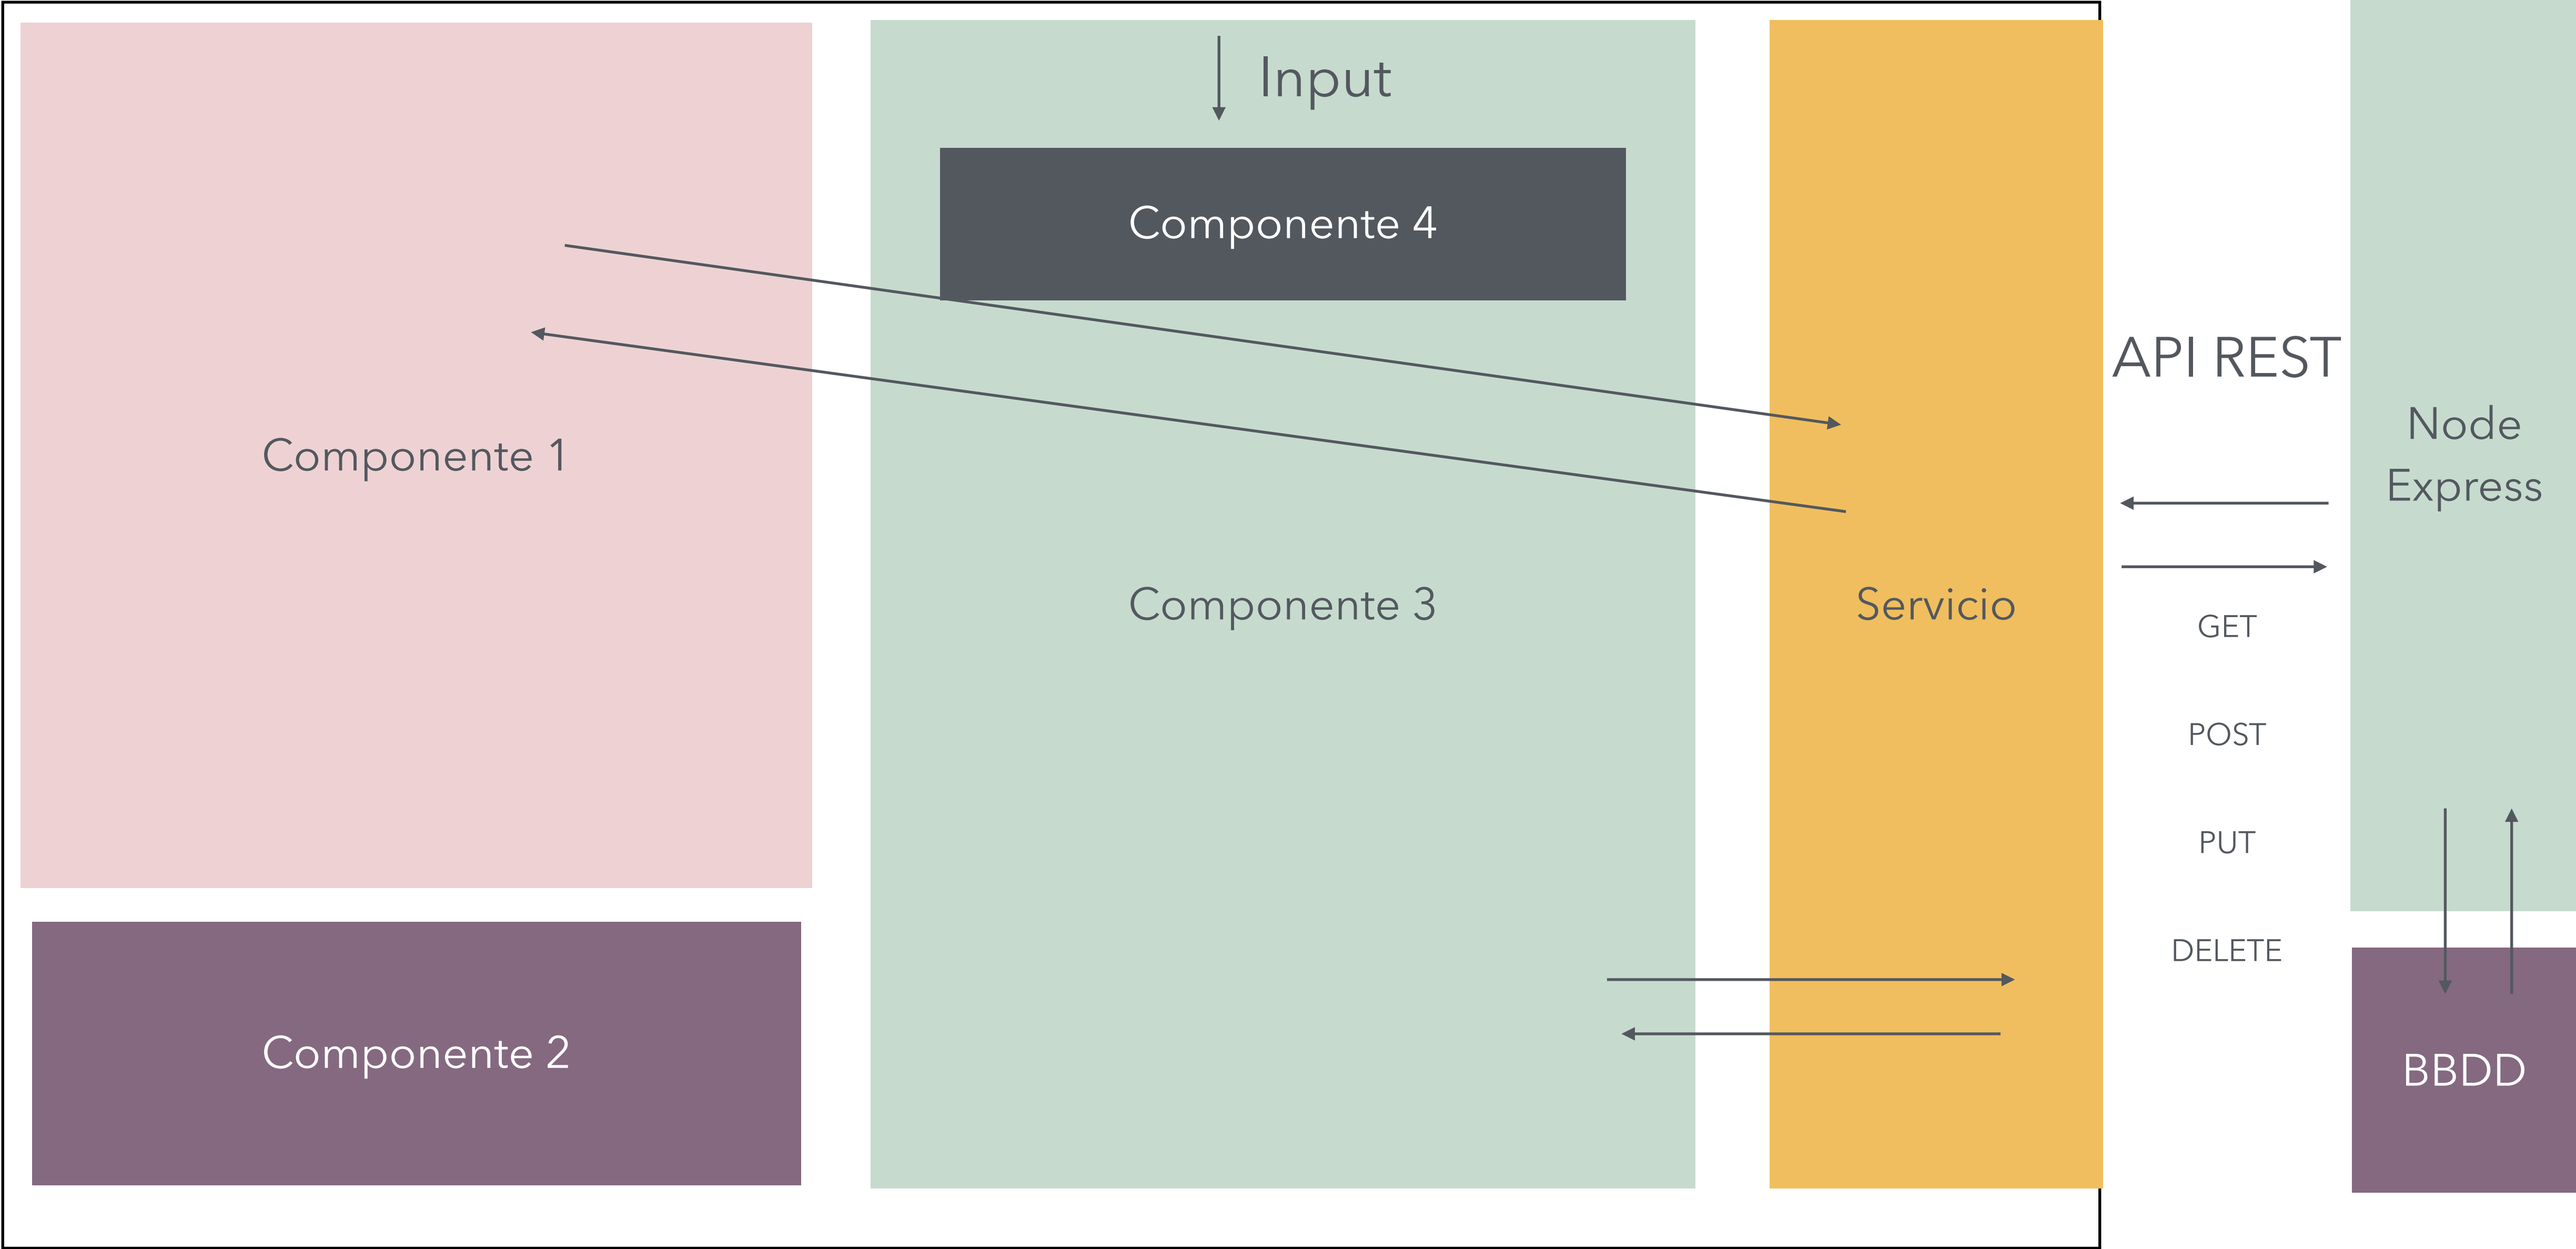 Input
Componente 4
Componente 1
Componente 3
Componente 2
Servicio
API REST
GET
POST
PUT
DELETE
Node
Express
BBDD